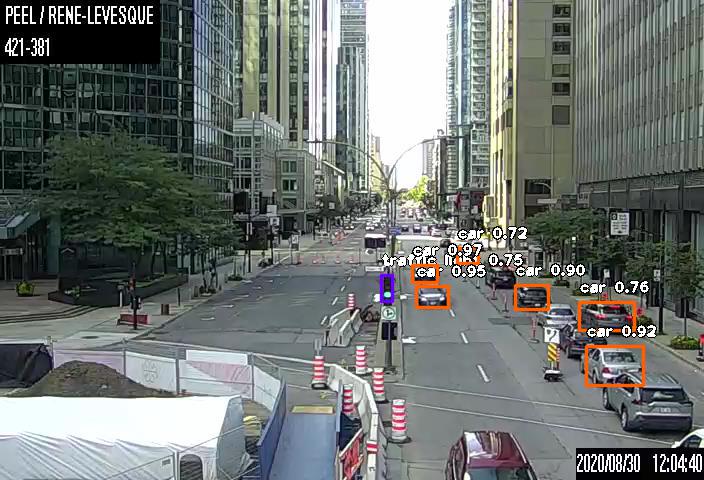 PEEL / RENE-LEVESQUE
421-381
car 0.72
car 0.97
traffic light 0.75
car 0.95
car 0.90
car 0.76
car 0.92
2020/08/30 12:04:40